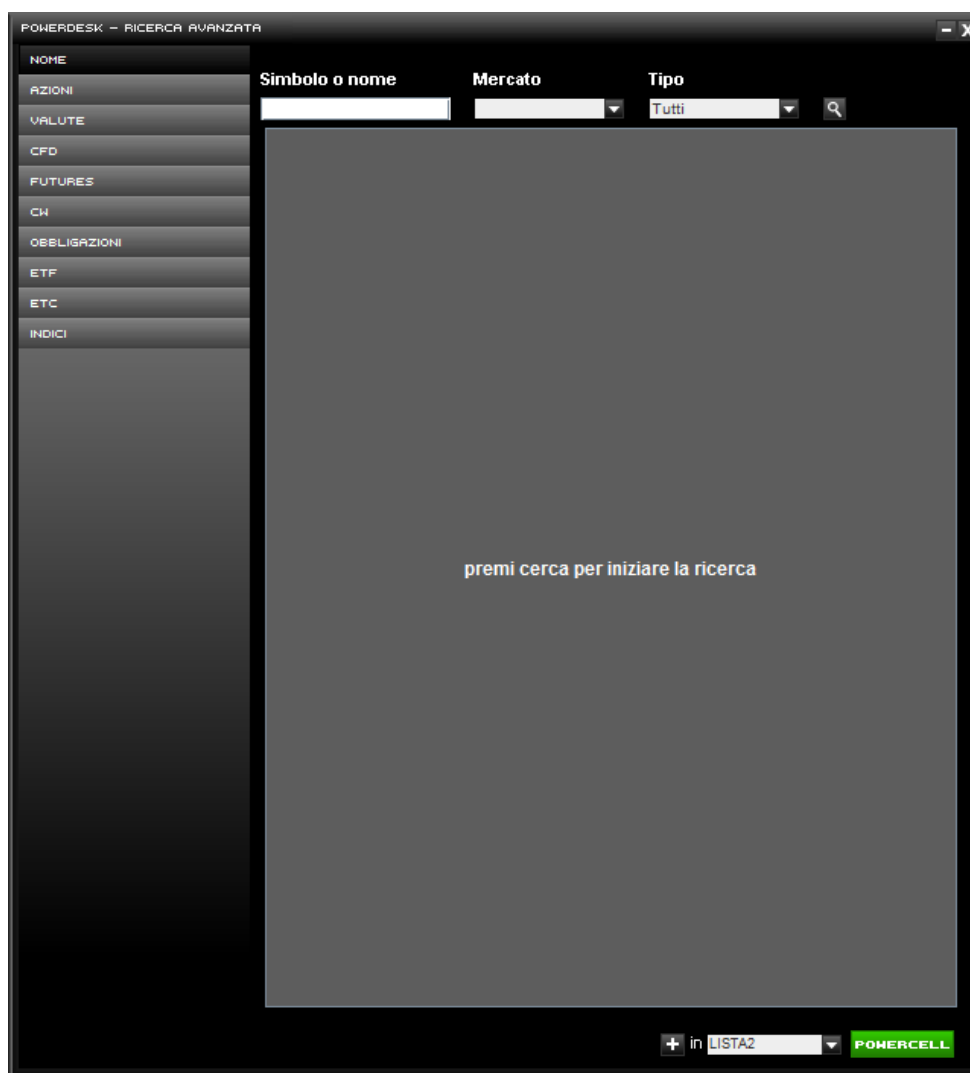 POWERDESK – RICERCA AVANZATA
NOME
AZIONI
VALUTE
CFD
FUTURES
CW
OBBLIGAZIONI
ETF
ETC
INDICI
Simbolo o nome Mercato Tipo
Tutti
premi cerca per iniziare la ricerca
in LISTA2 POWERCELL